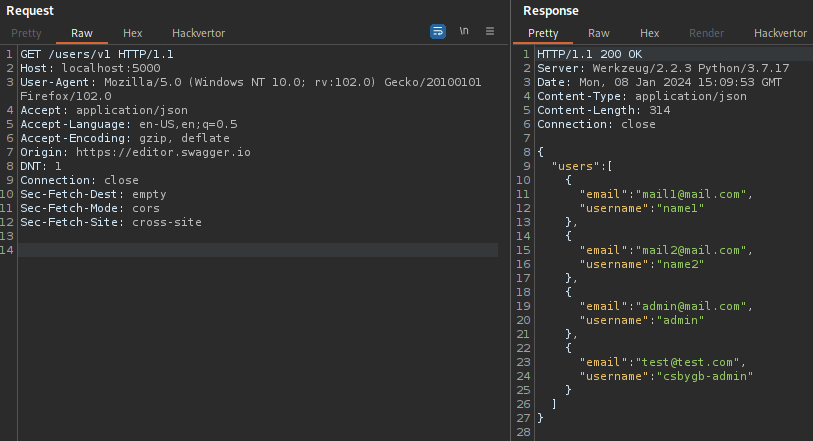 Request
Pretty Raw Hex Hackvertor \n
1 GET /users/v1 HTTP/1.1
2 Host: localhost:5000
3 User-Agent: Mozilla/5.0 (Windows NT 10.0; rv:102.0) Gecko/20100101
Firefox/102.0
4 Accept: application/json
5 Accept-Language: en-US,en;q=0.5
6 Accept-Encoding: gzip, deflate
7 Origin: https://editor.swagger.io
8 DNT: 1
9 Connection: close
10 Sec-Fetch-Dest: empty
11 Sec-Fetch-Mode: cors
12 Sec-Fetch-Site: cross-site
13
14
Response
Pretty Raw Hex Render Hackvertor
1 HTTP/1.1 200 OK
2 Server: Werkzeug/2.2.3 Python/3.7.17
3 Date: Mon, 08 Jan 2024 15:09:53 GMT
4 Content-Type: application/json
5 Content-Length: 314
6 Connection: close
7
8 {
9 "users":[
10 {
11 "email":"mail1@mail.com",
12 "username":"name1"
13 },
14 {
15 "email":"mail2@mail.com",
16 "username":"name2"
17 },
18 {
19 "email":"admin@mail.com",
20 "username":"admin"
21 },
22 {
23 "email":"test@test.com",
24 "username":"csbygb-admin"
25 }
26 ]
27 }
28